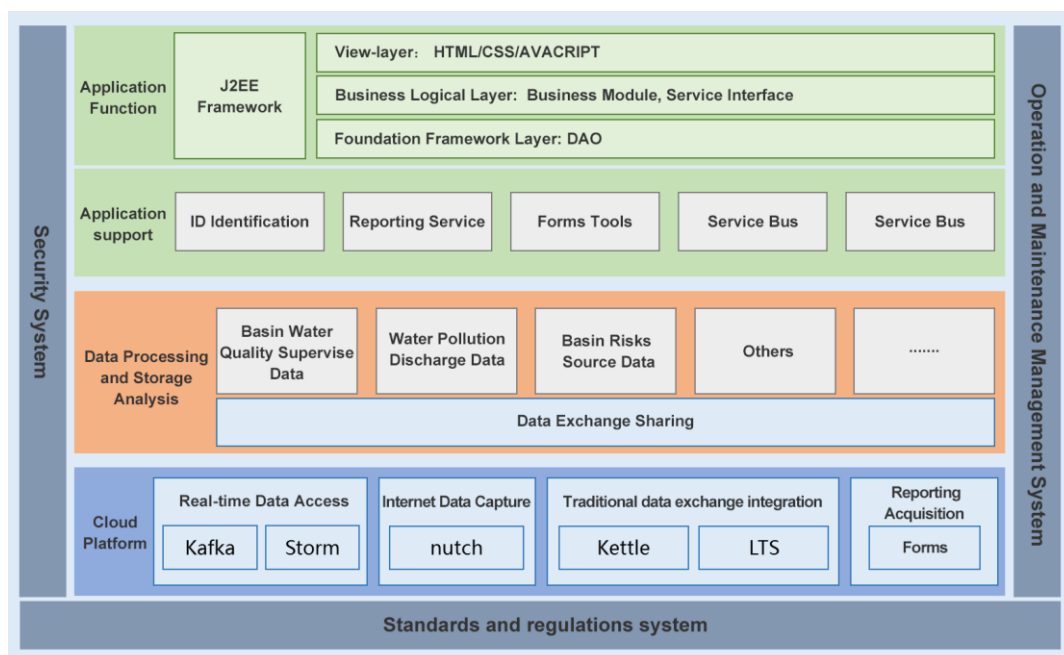 Security System
Application
Function
J2EE
Framework
View-layer： HTML/CSS/AVACRIPT
Business Logical Layer: Business Module, Service Interface
Foundation Framework Layer: DAO
Application
support
ID Identification
Reporting Service
Forms Tools
Service Bus
Service Bus
Data Processing
and Storage
Analysis
Basin Water
Quality Supervise
Data
Water Pollution
Discharge Data
Basin Risks
Source Data
Others
.......
Data Exchange Sharing
Cloud
Platform
Real-time Data Access
Kafka
Storm
Internet Data Capture
nutch
Traditional data exchange integration
Kettle
LTS
Reporting
Acquisition
Forms
Operation and Maintenance Management System
Standards and regulations system